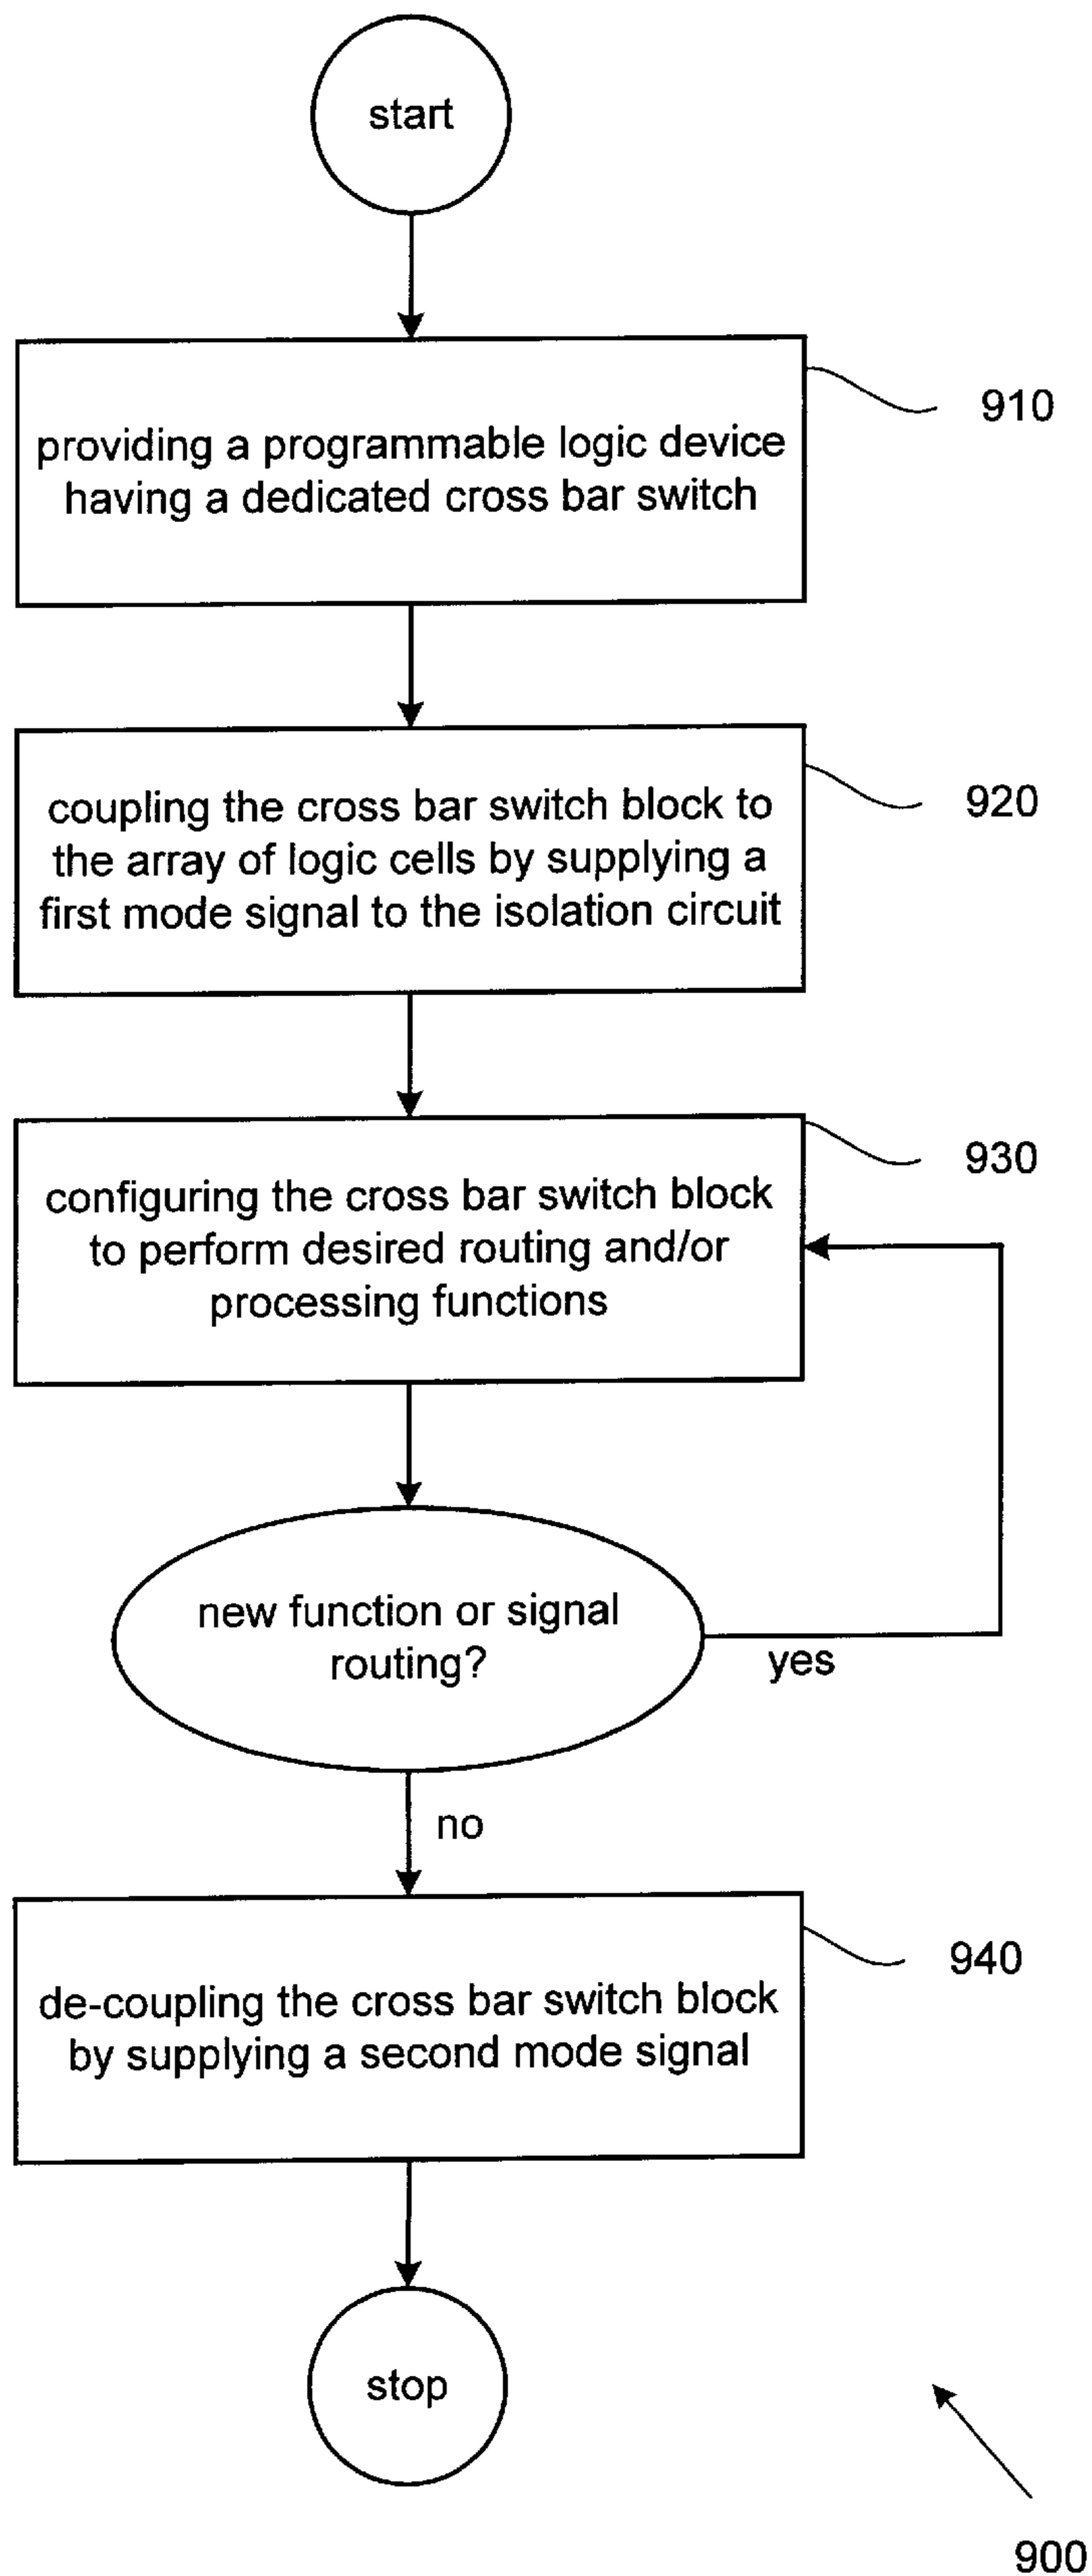 start
providing a programmable logic device
having a dedicated cross bar switch
910
coupling the cross bar switch block to
the array of logic cells by supplying a
first mode signal to the isolation circuit
920
configuring the cross bar switch block
to perform desired routing and/or
processing functions
930
new function or signal
routing?
yes
no
de-coupling the cross bar switch block
by supplying a second mode signal
940
stop
900